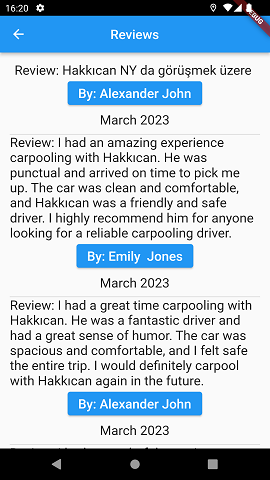 16:20
DEBUG
Reviews
Review: Hakkıcan NY da görüşmek üzere
By: Alexander John
March 2023
Review: I had an amazing experience
carpooling with Hakkıcan. He was
punctual and arrived on time to pick me
up. The car was clean and comfortable,
and Hakkıcan was a friendly and safe
driver. I highly recommend him for anyone
looking for a reliable carpooling driver.
By: Emily  Jones
March 2023
Review: I had a great time carpooling with
Hakkıcan. He was a fantastic driver and
had a great sense of humor. The car was
spacious and comfortable, and I felt safe
the entire trip. I would definitely carpool
with Hakkıcan again in the future.
By: Alexander John
March 2023